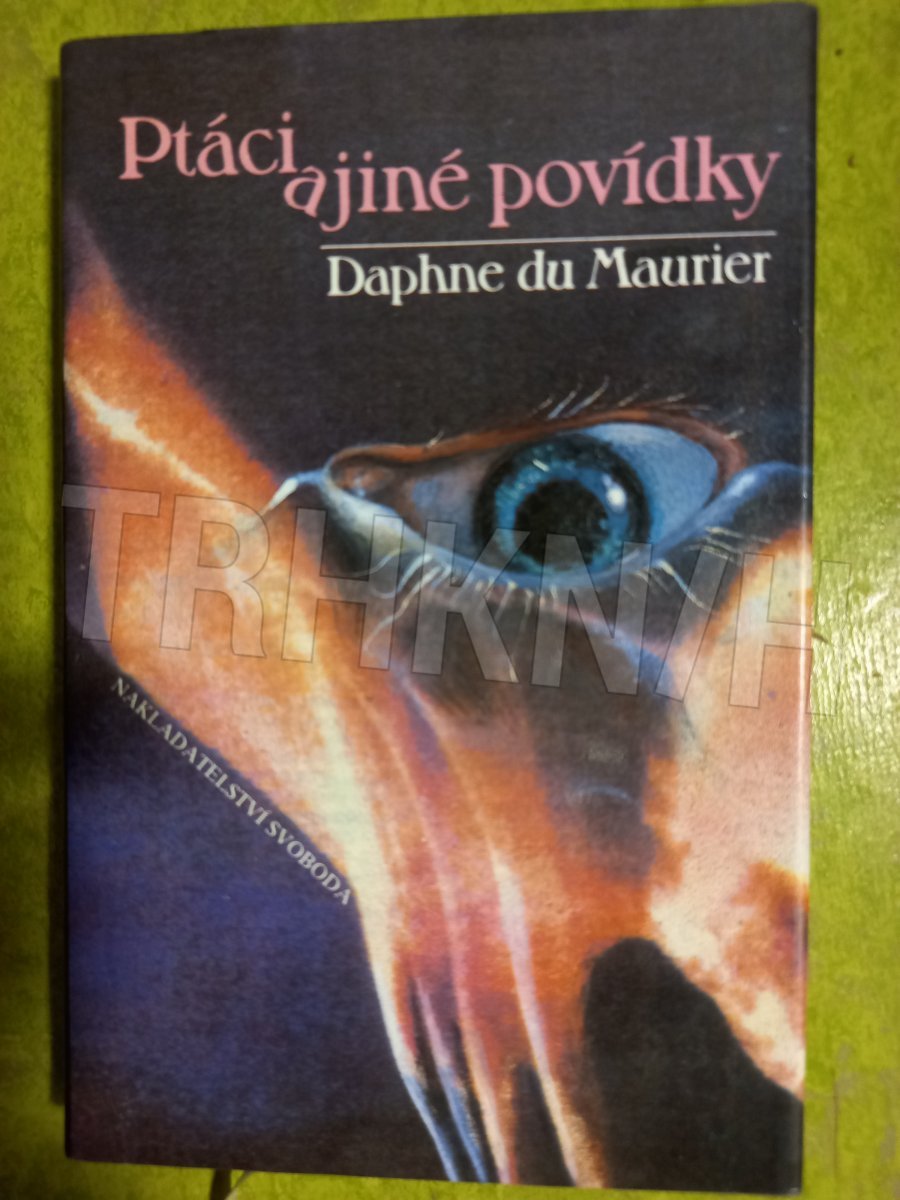 Ptáci
a jiné povídky
Daphne du Maurier
TRHKNIH
NAKLADATELSTVÍ SVOBODA